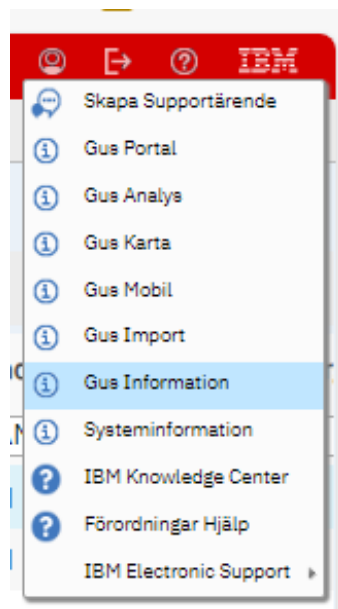 IBM
Skapa Supportärende
Gus Portal
Gus Analys
Gus Karta
Gus Mobil
Gus Import
Gus Information
Systeminformation
IBM Knowledge Center
Förordningar Hjälp
IBM Electronic Support